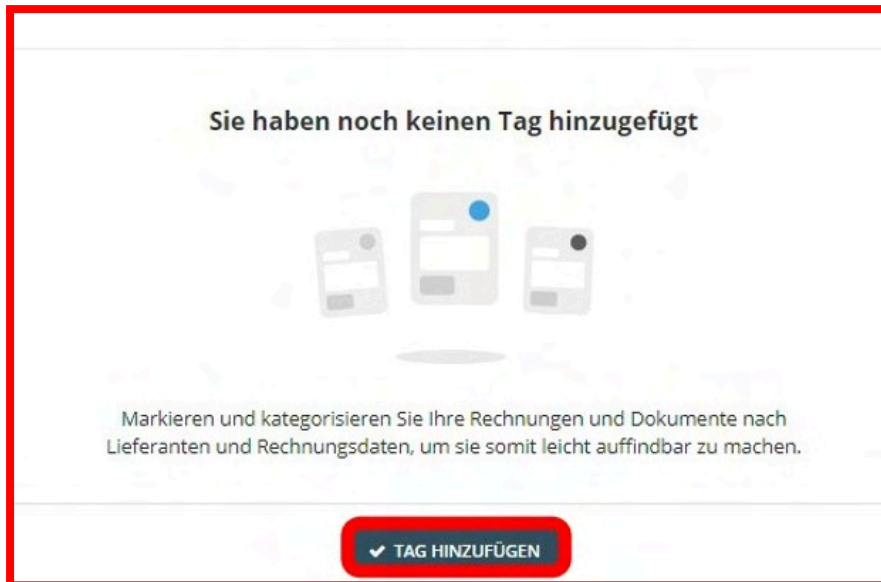 Sie haben noch keinen Tag hinzugefügt
Markieren und kategorisieren Sie Ihre Rechnungen und Dokumente nach
Lieferanten und Rechnungsdaten, um sie somit leicht auffindbar zu machen.
TAG HINZUFÜGEN